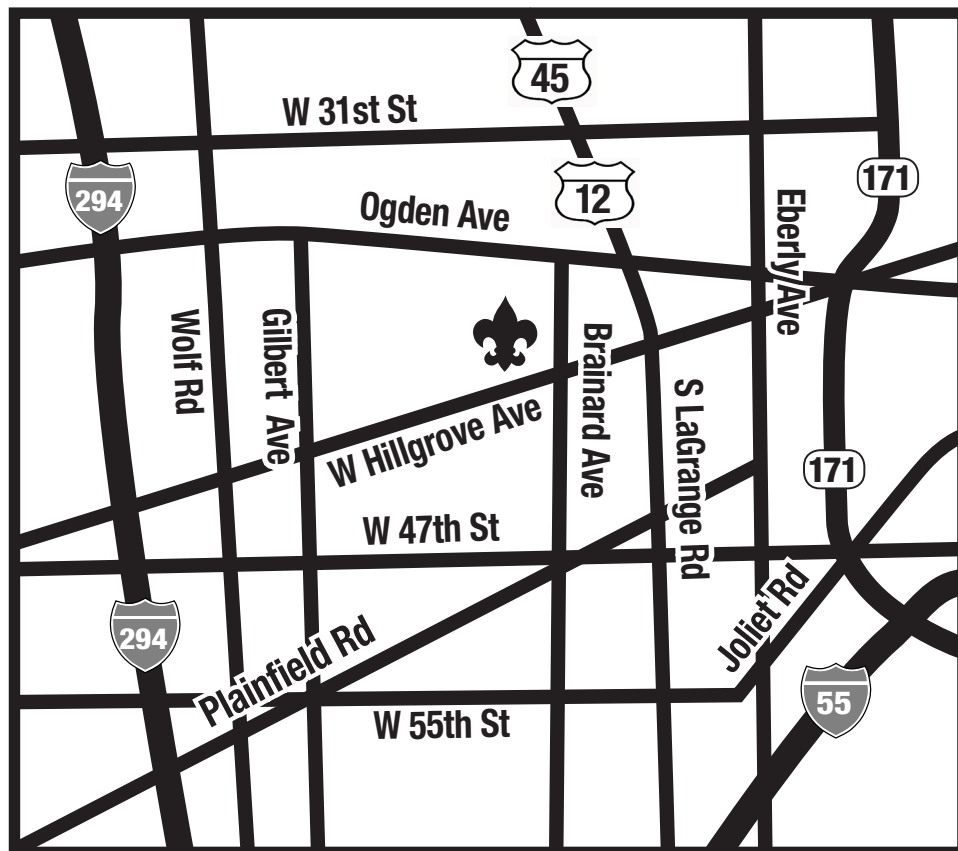 45
W 31st St
294
12
171
Ogden Ave
Eberly Ave
Wolf Rd
Gilbert Ave
Brainard Ave
S LaGrange Rd
W Hillgrove Ave
171
W 47th St
Joliet Rd
294
Plainfield Rd
55
W 55th St